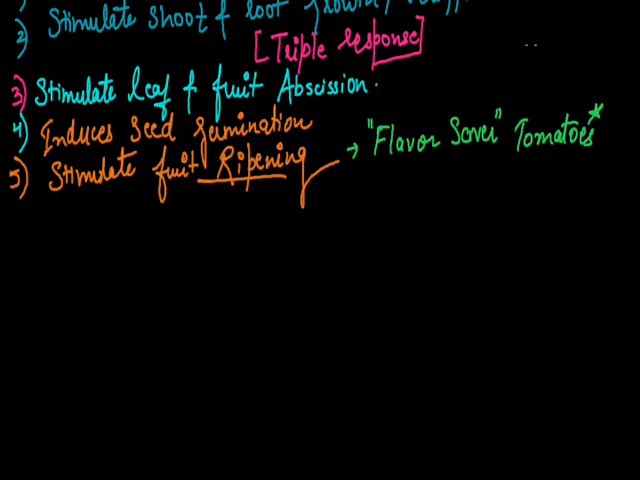 2) Stimulate shoot & root
[Triple response]
3) Stimulate leaf & fruit Abscission.
4) Induces seed germination
5) Stimulate fruit Ripening → "Flavor Saver" Tomatoes*